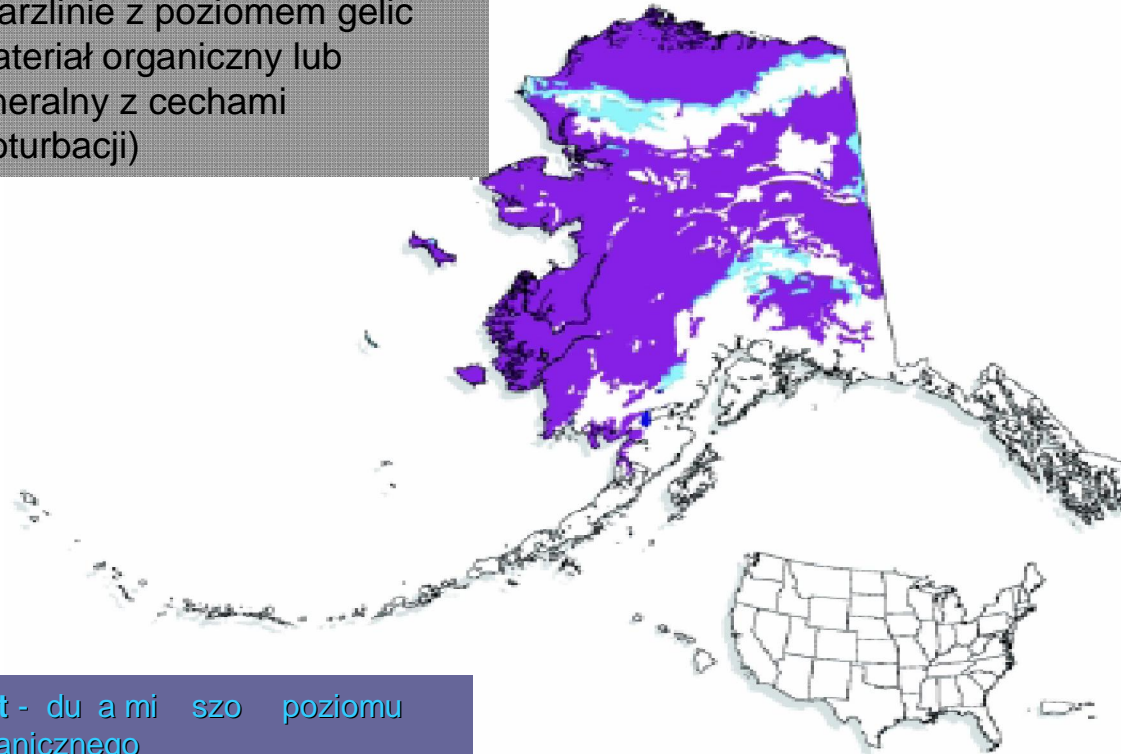 arzlinie z poziomem gelic
ateriał organiczny lub
neralny z cechami
oturbacji)
t - du a mi szo poziomu
anicznego